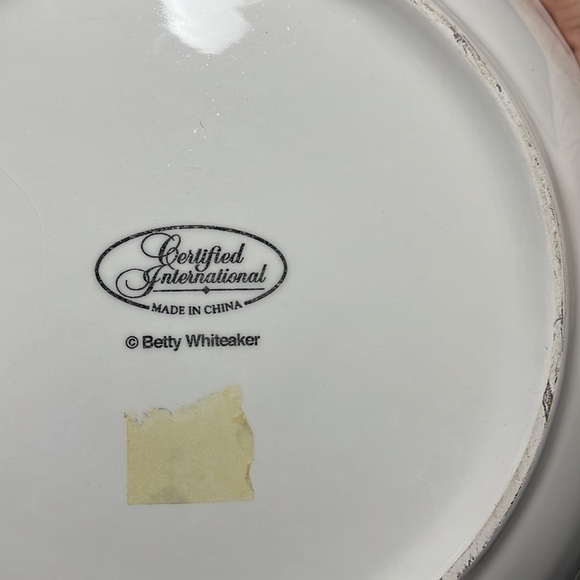 Certified
International
MADE IN CHINA
© Betty Whiteaker